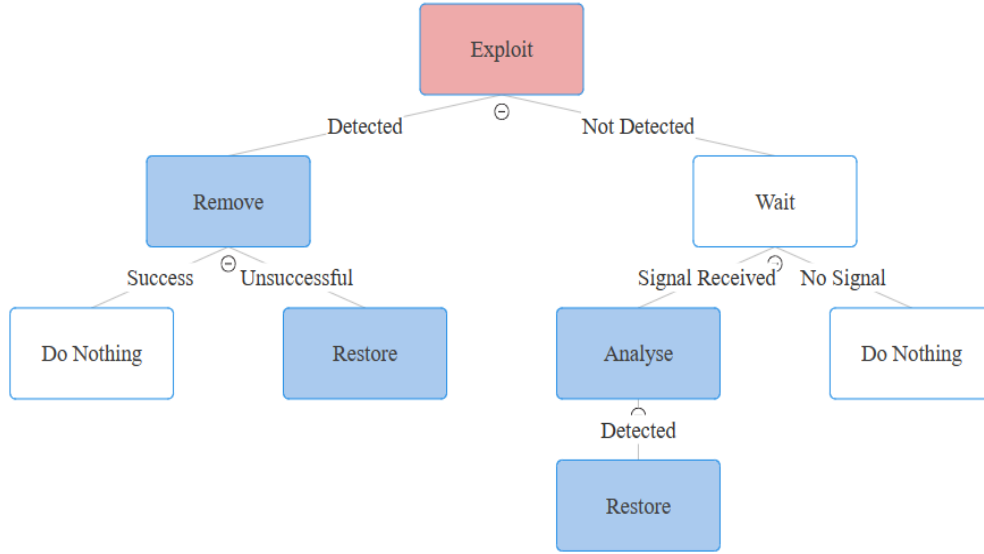 Exploit
Detected
Not Detected
Remove
Wait
Success
Unsuccessful
Signal Received
No Signal
Do Nothing
Restore
Analyse
Do Nothing
Detected
Restore